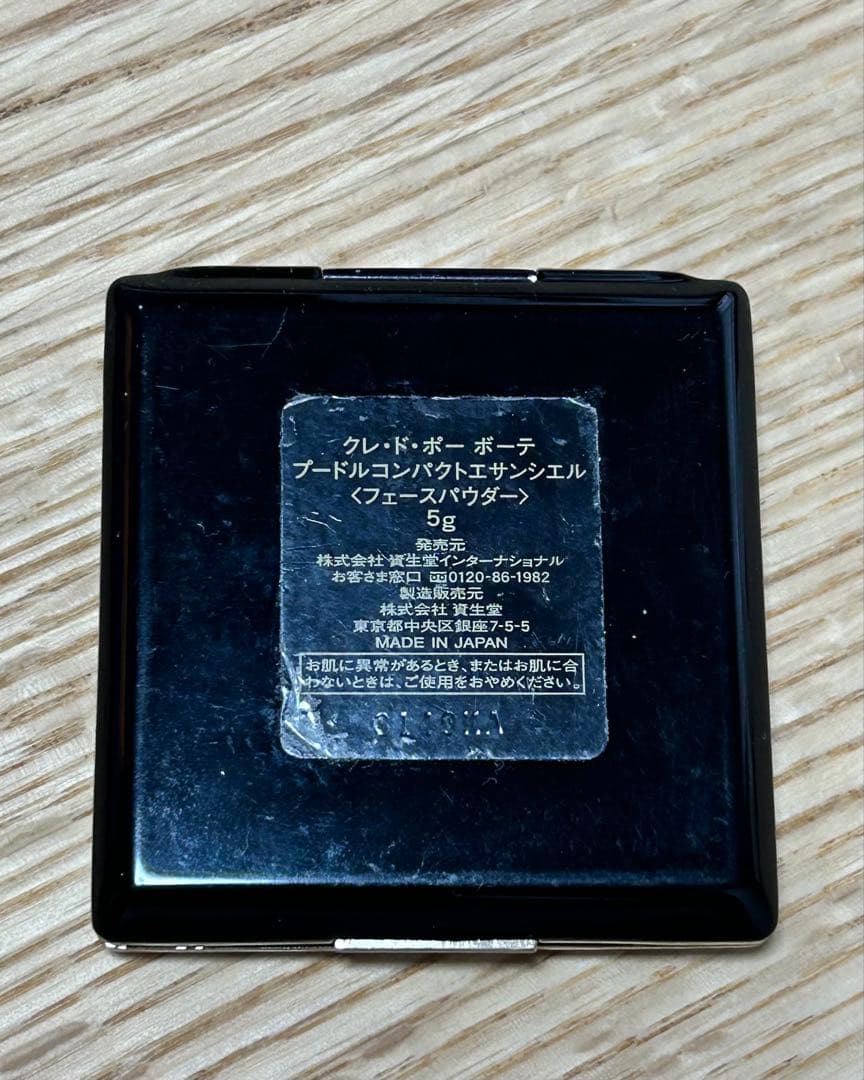 クレ・ド・ポー ボーテ
プードルコンパクトエサンシエル
〈フェースパウダー〉
5g
発売元
株式会社 資生堂インターナショナル
お客さま窓口 0120-86-1982
製造販売元
株式会社 資生堂
東京都中央区銀座7-5-5
MADE IN JAPAN
お肌に異常があるとき、またはお肌に合
わないときは、ご使用をおやめください。